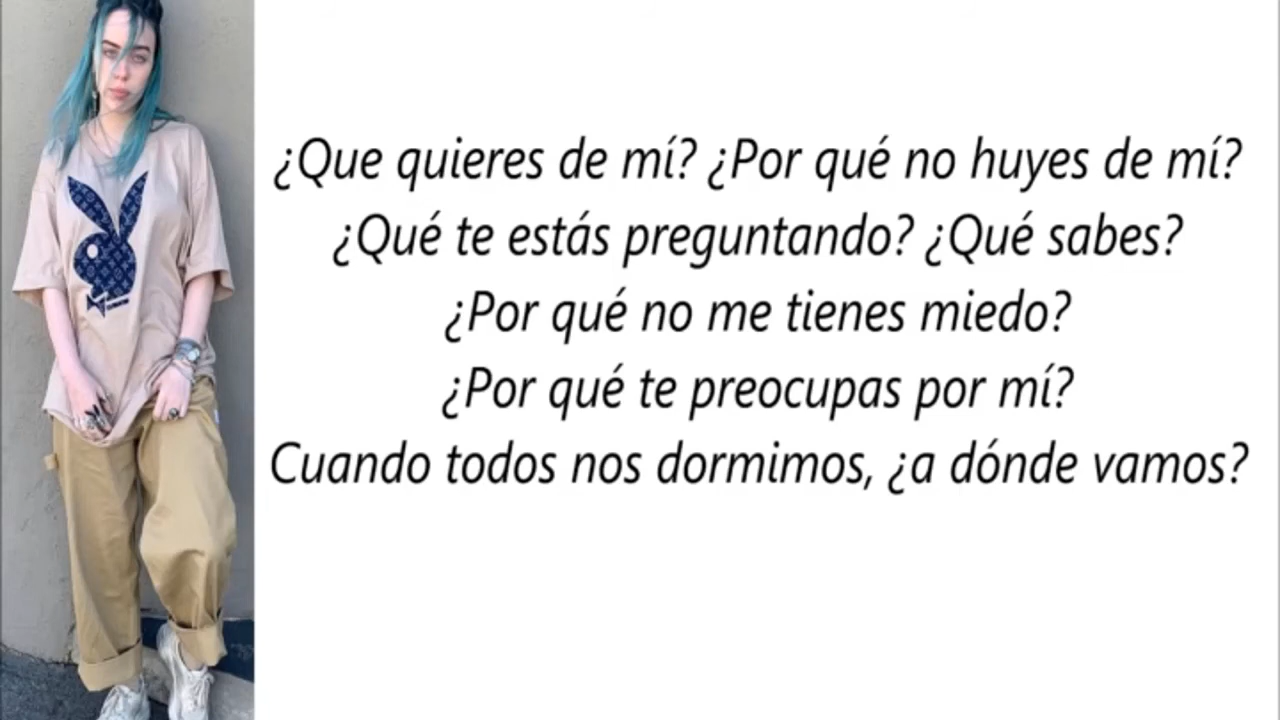 ¿Que quieres de mí? ¿Por qué no huyes de mí?
¿Qué te estás preguntando? ¿Qué sabes?
¿Por qué no me tienes miedo?
¿Por qué te preocupas por mí?
Cuando todos nos dormimos, ¿a dónde vamos?